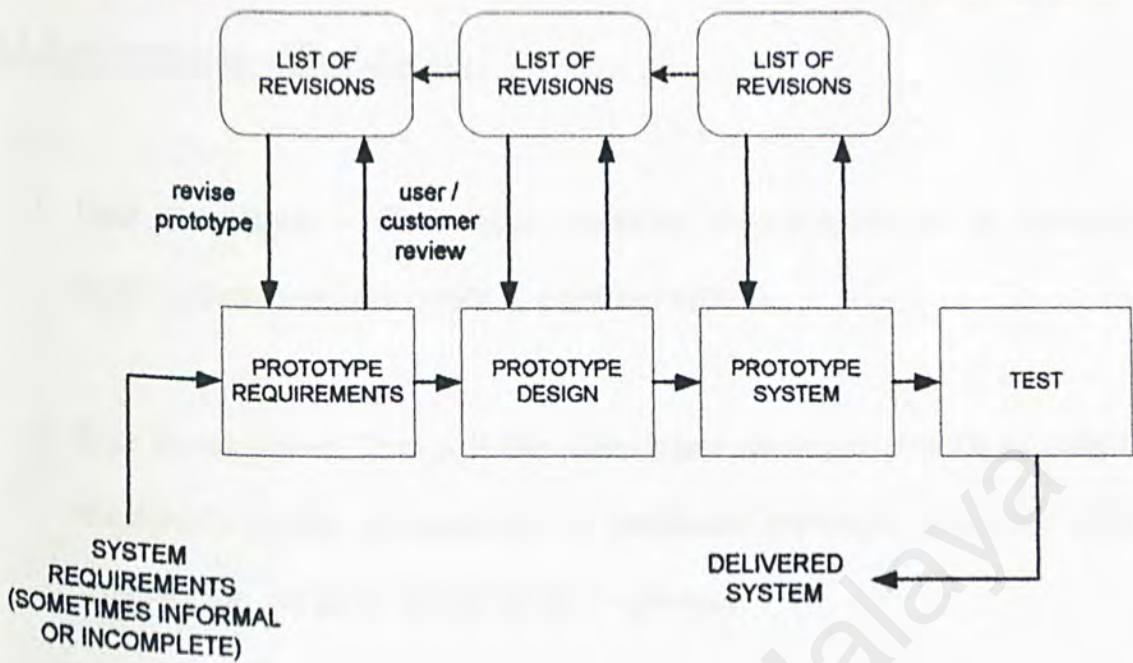 LIST OF
REVISIONS
LIST OF
REVISIONS
LIST OF
REVISIONS
revise
prototype
user /
customer
review
PROTOTYPE
REQUIREMENTS
PROTOTYPE
DESIGN
PROTOTYPE
SYSTEM
TEST
SYSTEM
REQUIREMENTS
(SOMETIMES INFORMAL
OR INCOMPLETE)
DELIVERED
SYSTEM
alaya